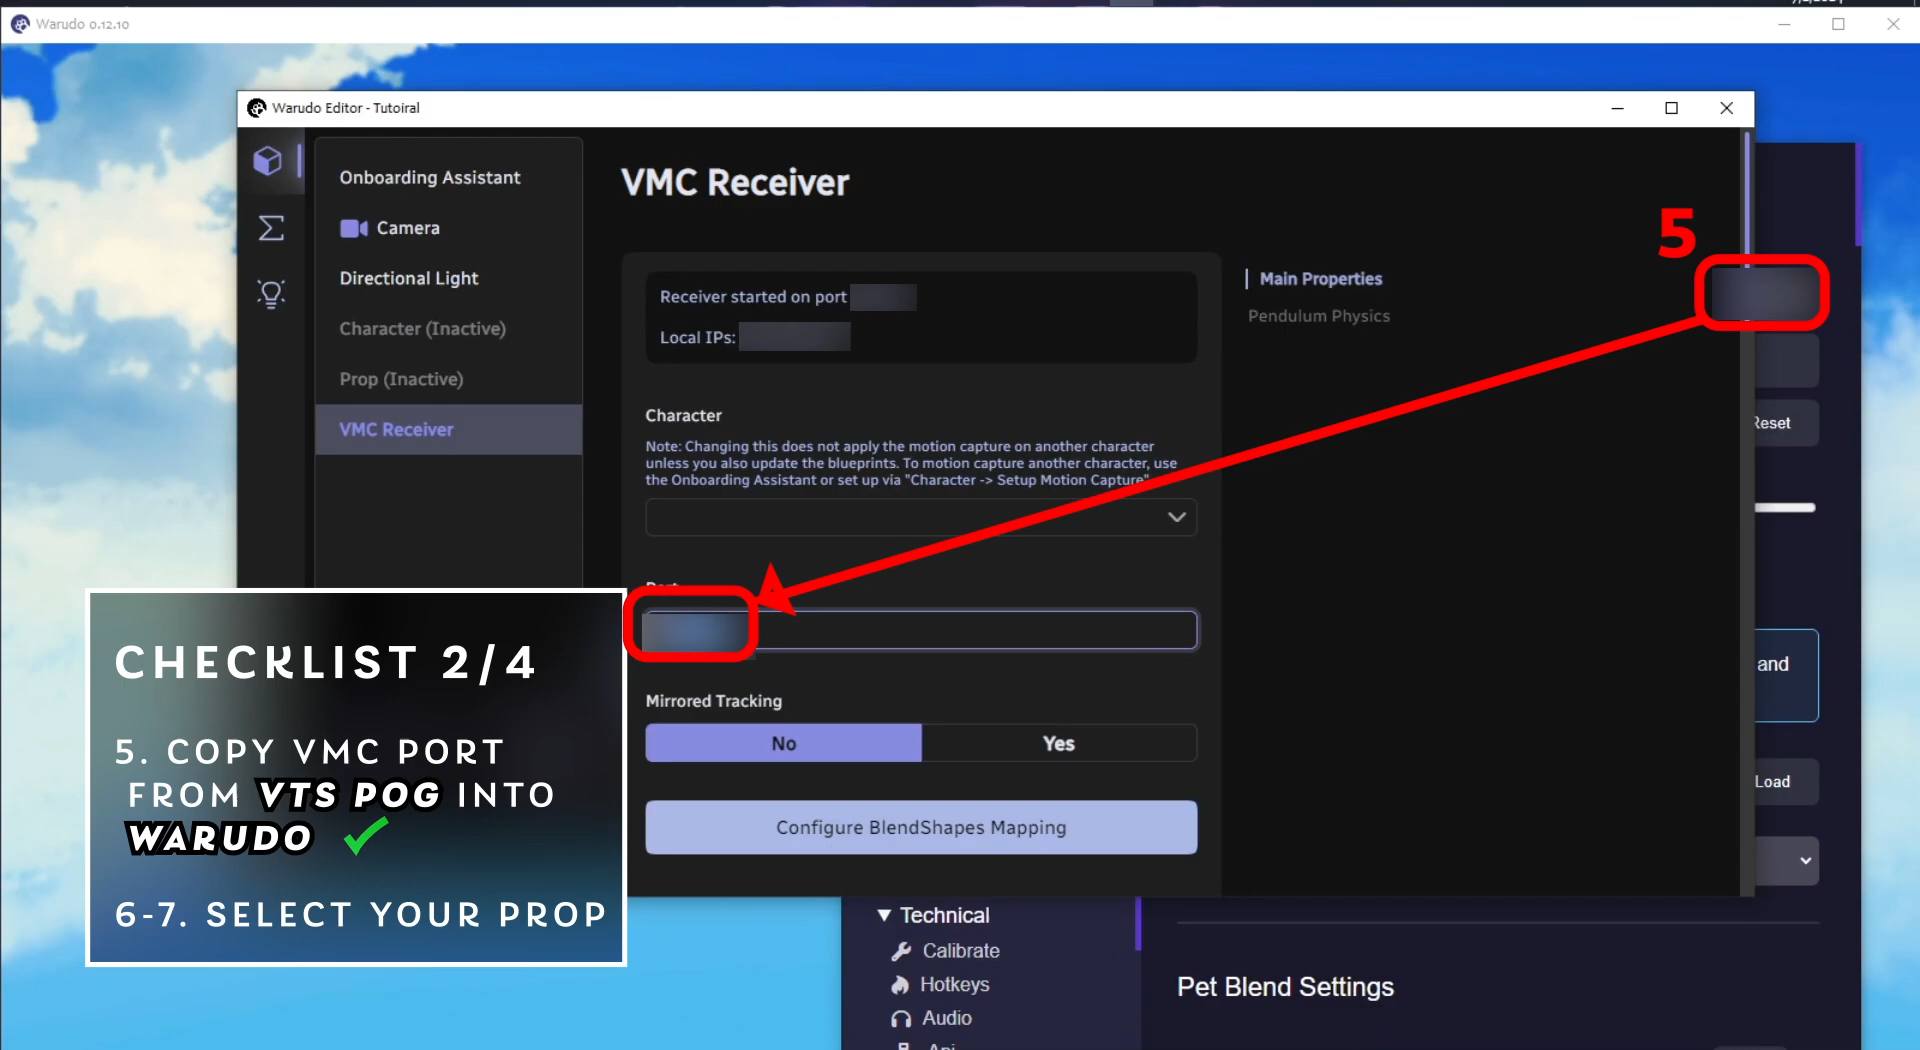 Warudo 0.12.10
Warudo Editor - Tutoiral
Onboarding Assistant
Camera
Directional Light
Character (Inactive)
Prop (Inactive)
VMC Receiver
VMC Receiver
Receiver started on port
Local IPs:
Character
Note: Changing this does not apply the motion capture on another character
unless you also update the blueprints. To motion capture another character, use
the Onboarding Assistant or set up via "Character -> Setup Motion Capture"
Port
Mirrored Tracking
No Yes
Configure BlendShapes Mapping
Main Properties
Pendulum Physics
5
Reset
and
Load
CHECKLIST 2/4
5. COPY VMC PORT
FROM VTS POG INTO
WARUDO
6-7. SELECT YOUR PROP
▼ Technical
Calibrate
Hotkeys
Audio
Pet Blend Settings